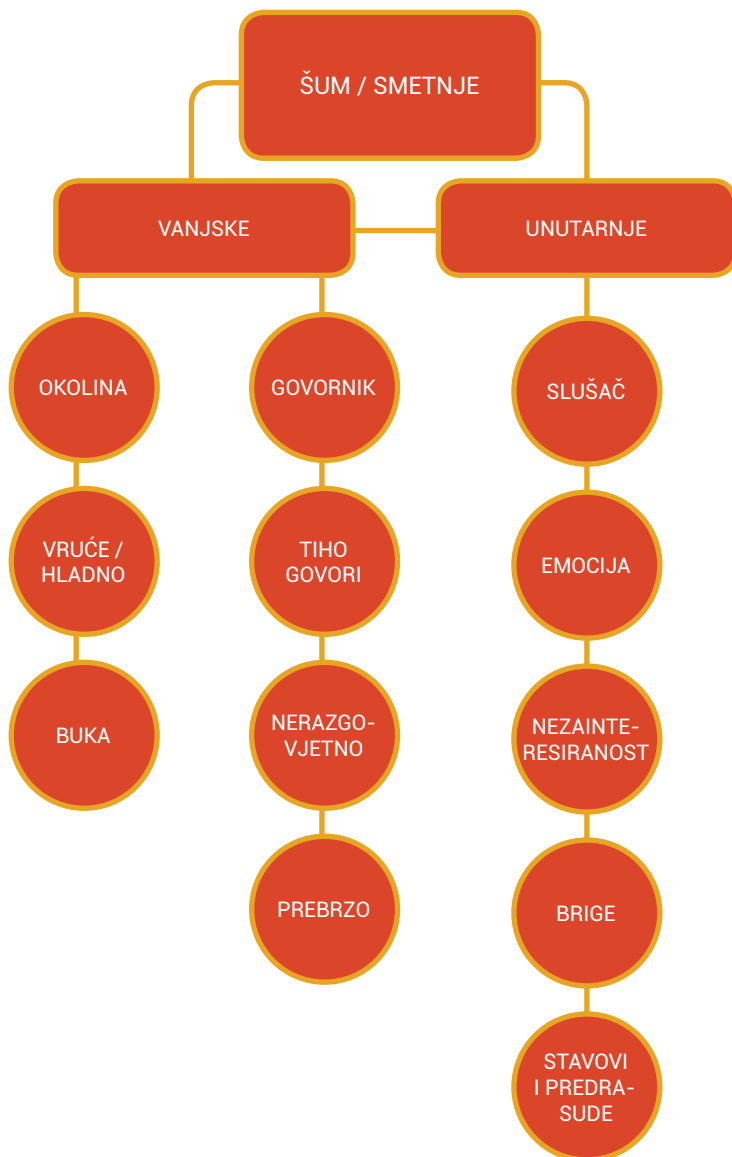 ŠUM / SMETNJE
VANJSKE
UNUTARNJE
OKOLINA
VRUĆE /
HLADNO
BUKA
GOVORNIK
TIHO
GOVORI
NERAZGO-
VJETNO
PREBRZO
SLUŠAČ
EMOCIJA
NEZAINTE-
RESIRANOST
BRIGE
STAVOVI
I PREDRA-
SUDE